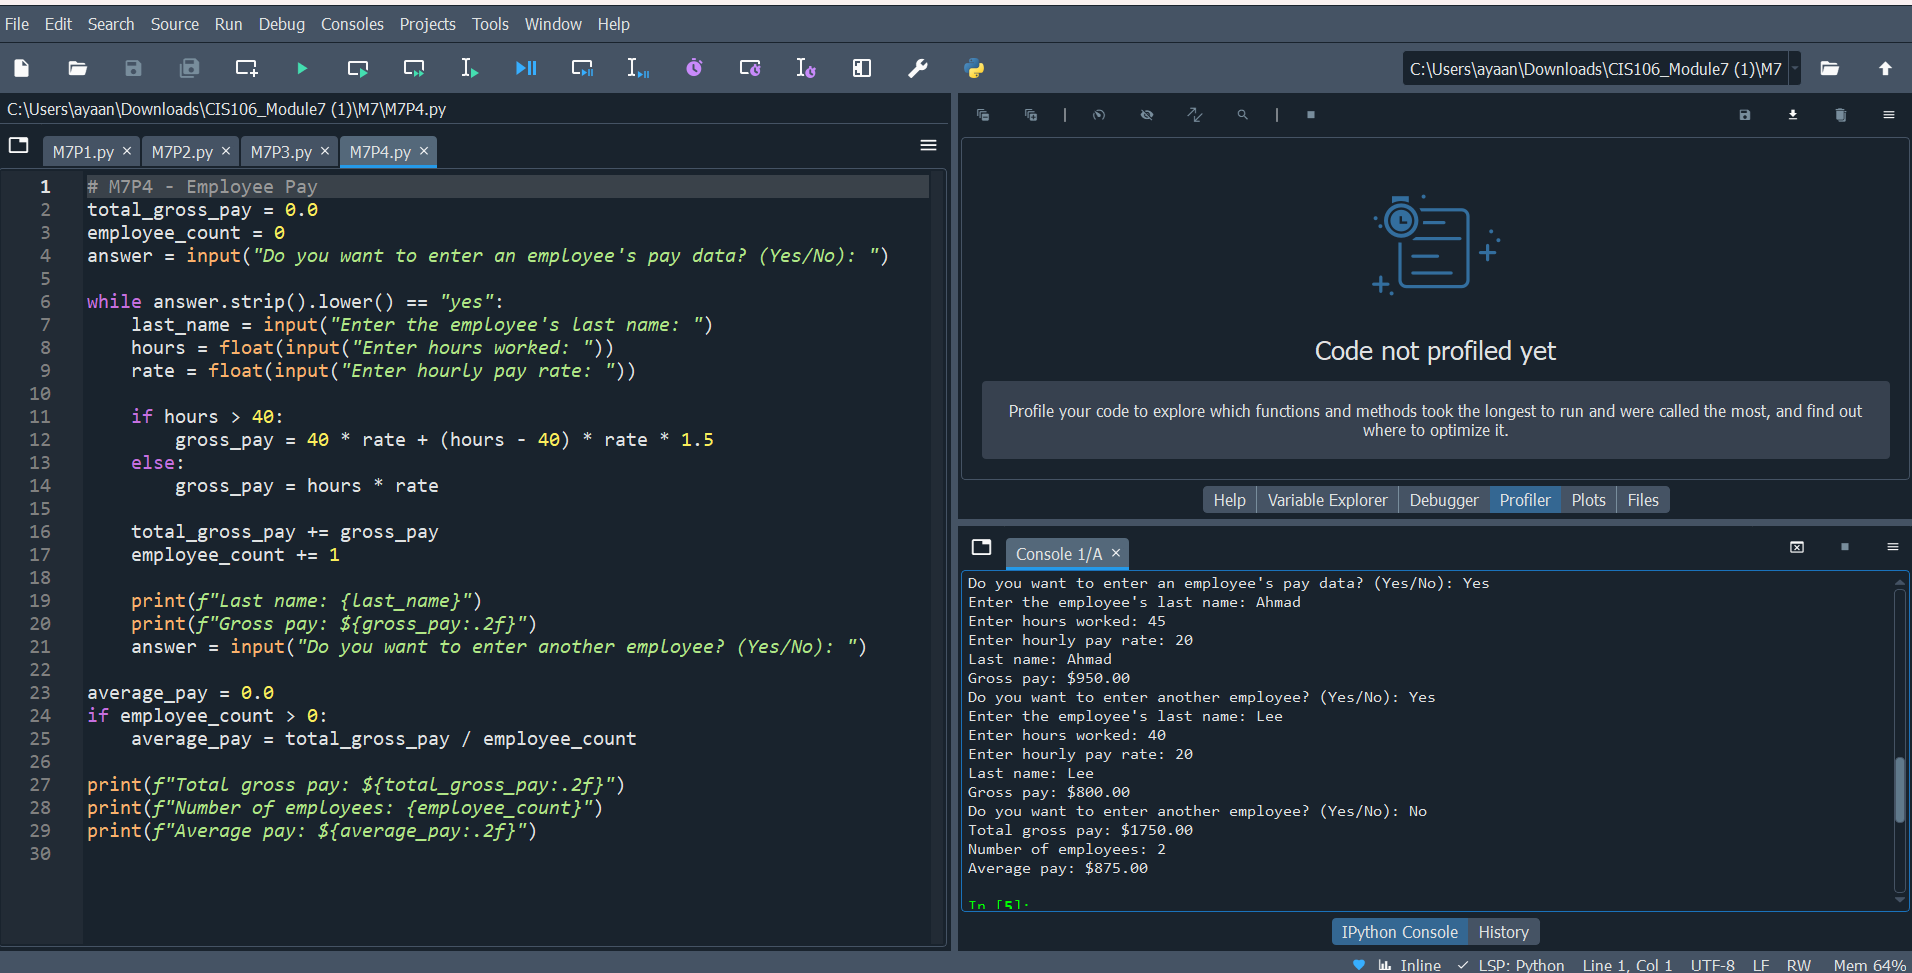 File Edit Search Source Run Debug Consoles Projects Tools Window Help
C:\Users\ayaan\Downloads\CIS106_Module7 (1)\M7
C:\Users\ayaan\Downloads\CIS106_Module7 (1)\M7\M7P4.py
M7P1.py M7P2.py M7P3.py M7P4.py
1 # M7P4 - Employee Pay
2 total_gross_pay = 0.0
3 employee_count = 0
4 answer = input("Do you want to enter an employee's pay data? (Yes/No): ")
5
6 while answer.strip().lower() == "yes":
7     last_name = input("Enter the employee's last name: ")
8     hours = float(input("Enter hours worked: "))
9     rate = float(input("Enter hourly pay rate: "))
10
11     if hours > 40:
12         gross_pay = 40 * rate + (hours - 40) * rate * 1.5
13     else:
14         gross_pay = hours * rate
15
16     total_gross_pay += gross_pay
17     employee_count += 1
18
19     print(f"Last name: {last_name}")
20     print(f"Gross pay: ${gross_pay:.2f}")
21     answer = input("Do you want to enter another employee? (Yes/No): ")
22
23 average_pay = 0.0
24 if employee_count > 0:
25     average_pay = total_gross_pay / employee_count
26
27 print(f"Total gross pay: ${total_gross_pay:.2f}")
28 print(f"Number of employees: {employee_count}")
29 print(f"Average pay: ${average_pay:.2f}")
30
Code not profiled yet
Profile your code to explore which functions and methods took the longest to run and were called the most, and find out
where to optimize it.
Help Variable Explorer Debugger Profiler Plots Files
Console 1/A
Do you want to enter an employee's pay data? (Yes/No): Yes
Enter the employee's last name: Ahmad
Enter hours worked: 45
Enter hourly pay rate: 20
Last name: Ahmad
Gross pay: $950.00
Do you want to enter another employee? (Yes/No): Yes
Enter the employee's last name: Lee
Enter hours worked: 40
Enter hourly pay rate: 20
Last name: Lee
Gross pay: $800.00
Do you want to enter another employee? (Yes/No): No
Total gross pay: $1750.00
Number of employees: 2
Average pay: $875.00
In [5]:
IPython Console History
Inline LSP: Python Line 1, Col 1 UTF-8 LF RW Mem 64%